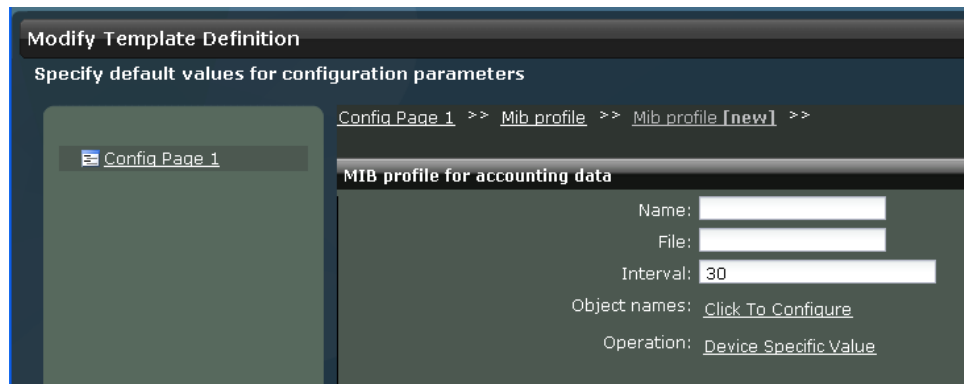 Modify Template Definition
Specify default values for configuration parameters
Config Page 1 >> Mib profile >> Mib profile [new] >>
Config Page 1
MIB profile for accounting data
Name:
File:
Interval: 30
Object names: Click To Configure
Operation: Device Specific Value